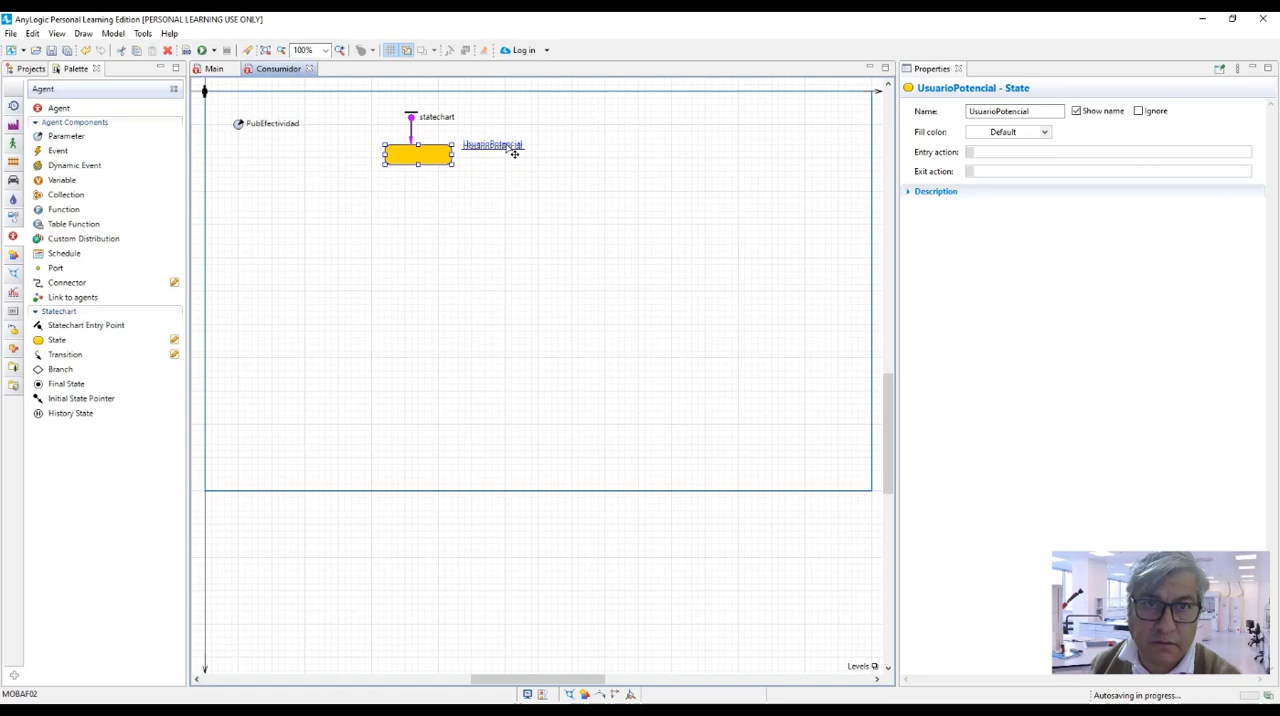 AnyLogic Personal Learning Edition [PERSONAL LEARNING USE ONLY]
File Edit View Draw Model Tools Help
100% Log in
Projects Palette Main Consumidor Properties
Agent
UsuarioPotencial - State
Agent
Agent Components
Parameter
Event
Dynamic Event
Variable
Collection
Function
Table Function
Custom Distribution
Schedule
Port
Connector
Link to agents
Statechart
Statechart Entry Point
State
Transition
Branch
Final State
Initial State Pointer
History State
PubEfectividad
statechart
UsuarioPotencial
Name: UsuarioPotencial Show name Ignore
Fill color: Default
Entry action:
Exit action:
Description
Levels
MOBAF02
Autosaving in progress...